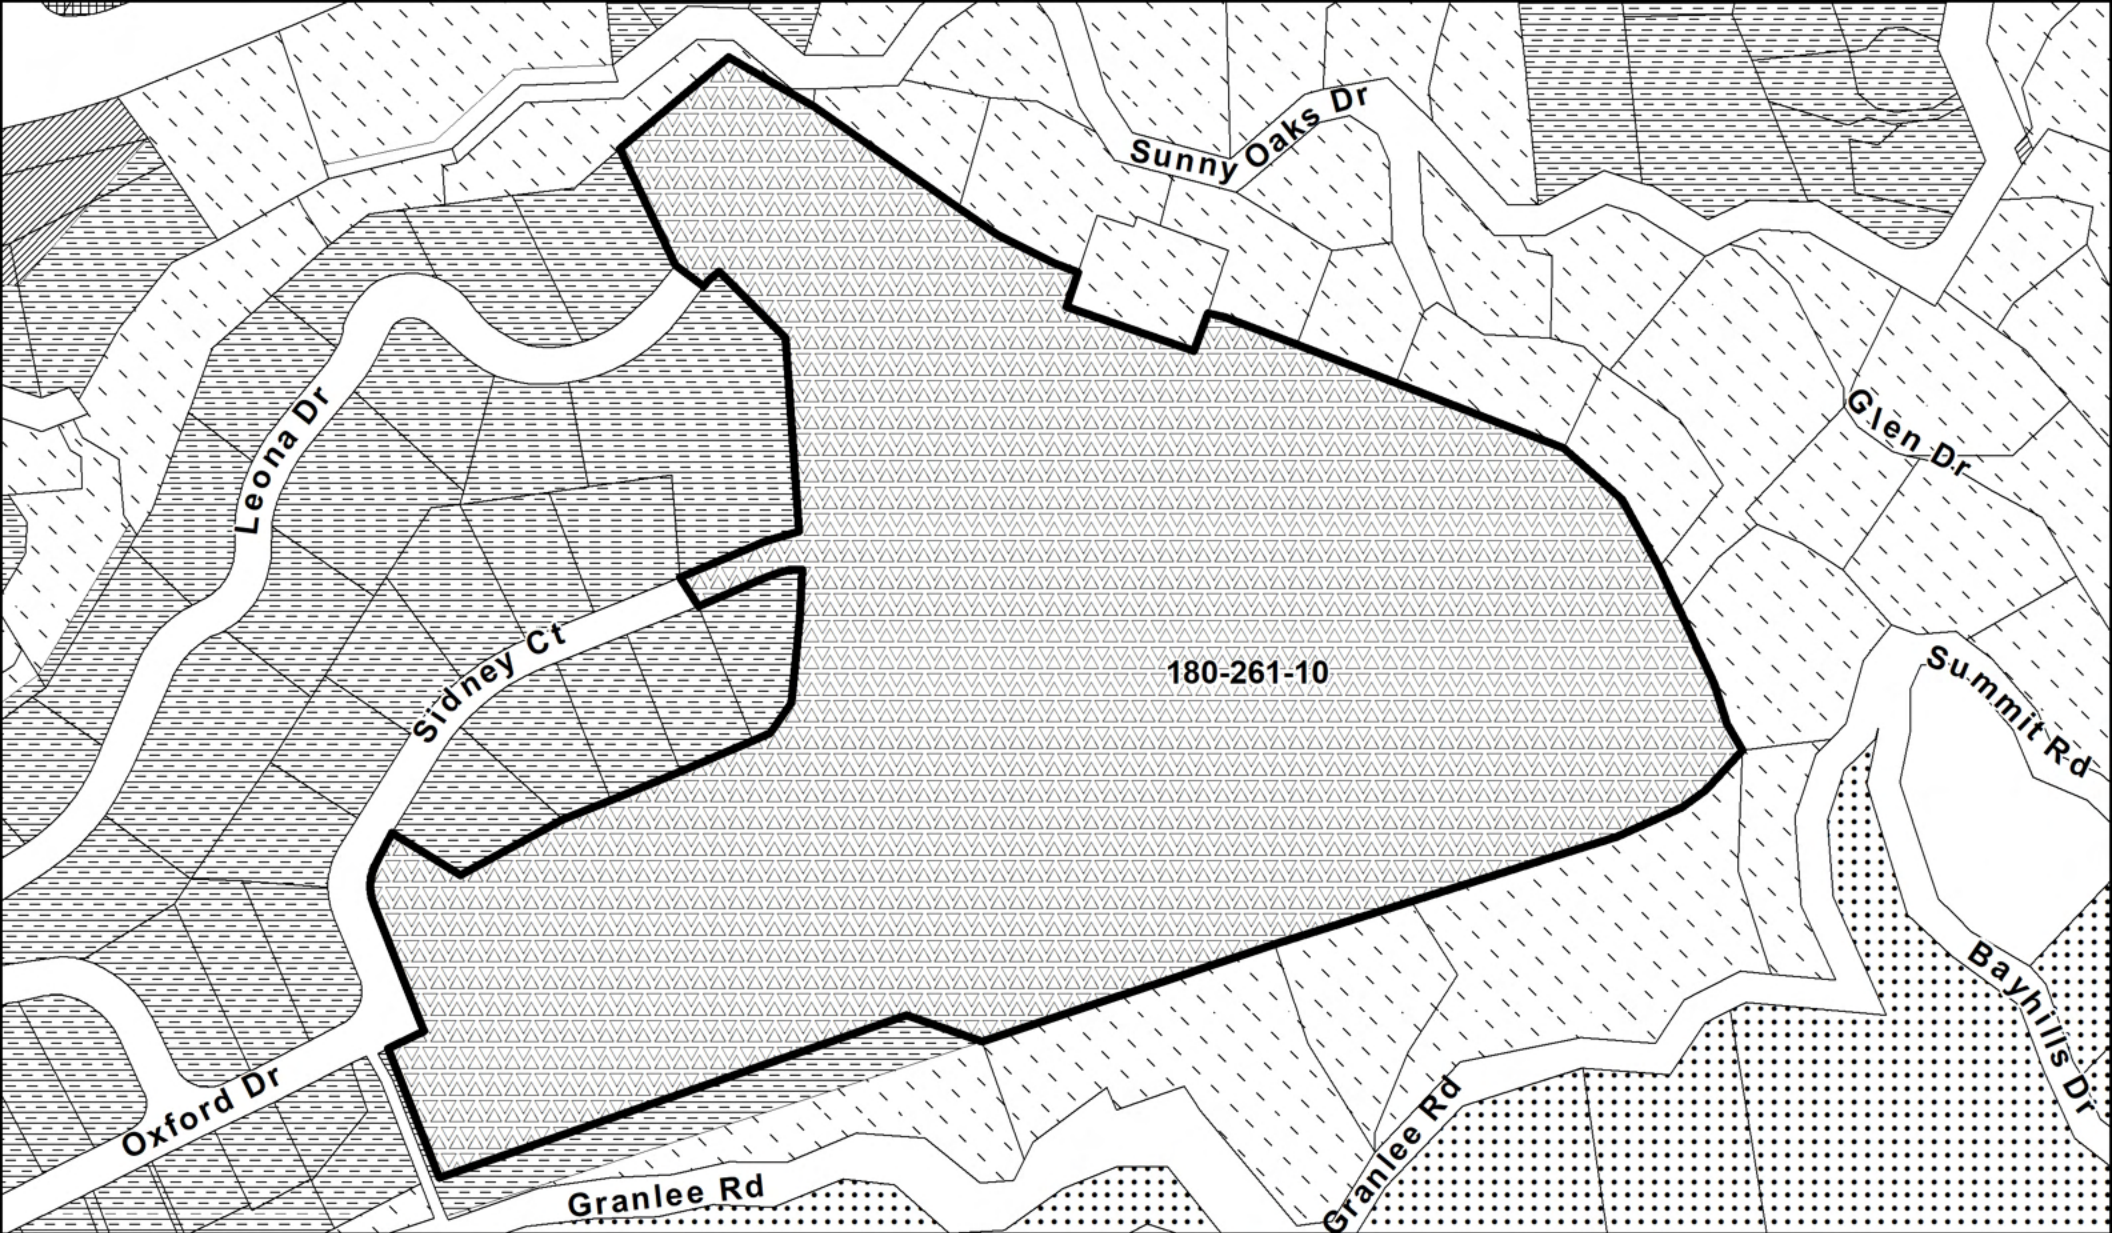 Sunny Oaks Dr
Leona Dr
Glen Dr
Sidney Ct
180-261-10
Summit Rd
Bayhills Dr
Oxford Dr
Granlee Rd
Granlee Rd